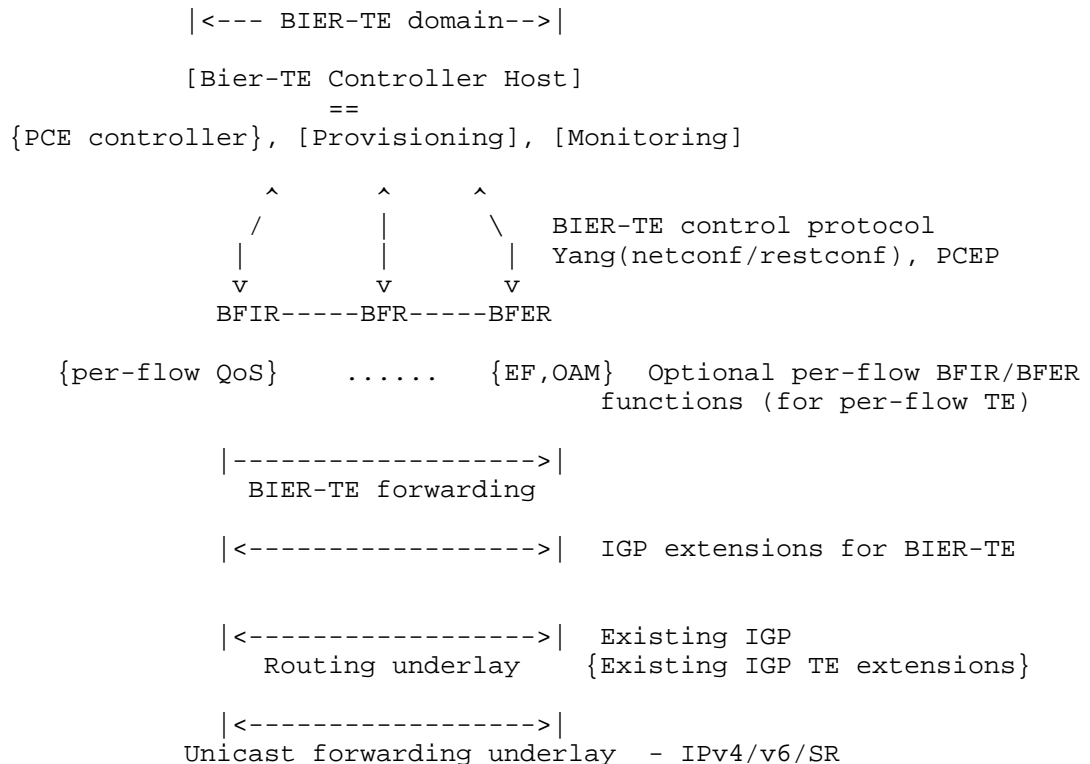 |<--- BIER-TE domain-->|
[Bier-TE Controller Host]
==
{PCE controller}, [Provisioning], [Monitoring]
^ ^ ^
/ | \ BIER-TE control protocol
| | | Yang(netconf/restconf), PCEP
v v v
BFIR-----BFR-----BFER
{per-flow QoS} ...... {EF,OAM} Optional per-flow BFIR/BFER
functions (for per-flow TE)
|------------------->|
BIER-TE forwarding
|<------------------>| IGP extensions for BIER-TE
|<------------------>| Existing IGP
Routing underlay {Existing IGP TE extensions}
|<------------------>|
Unicast forwarding underlay - IPv4/v6/SR